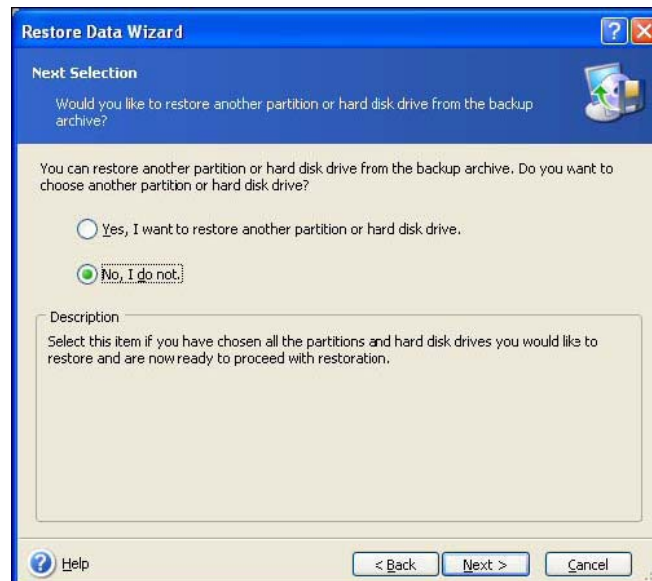 Restore Data Wizard
Next Selection
Would you like to restore another partition or hard disk drive from the backup
archive?
You can restore another partition or hard disk drive from the backup archive. Do you want to
choose another partition or hard disk drive?
Yes, I want to restore another partition or hard disk drive.
No, I do not.
Description
Select this item if you have chosen all the partitions and hard disk drives you would like to
restore and are now ready to proceed with restoration.
Help
< Back
Next >
Cancel